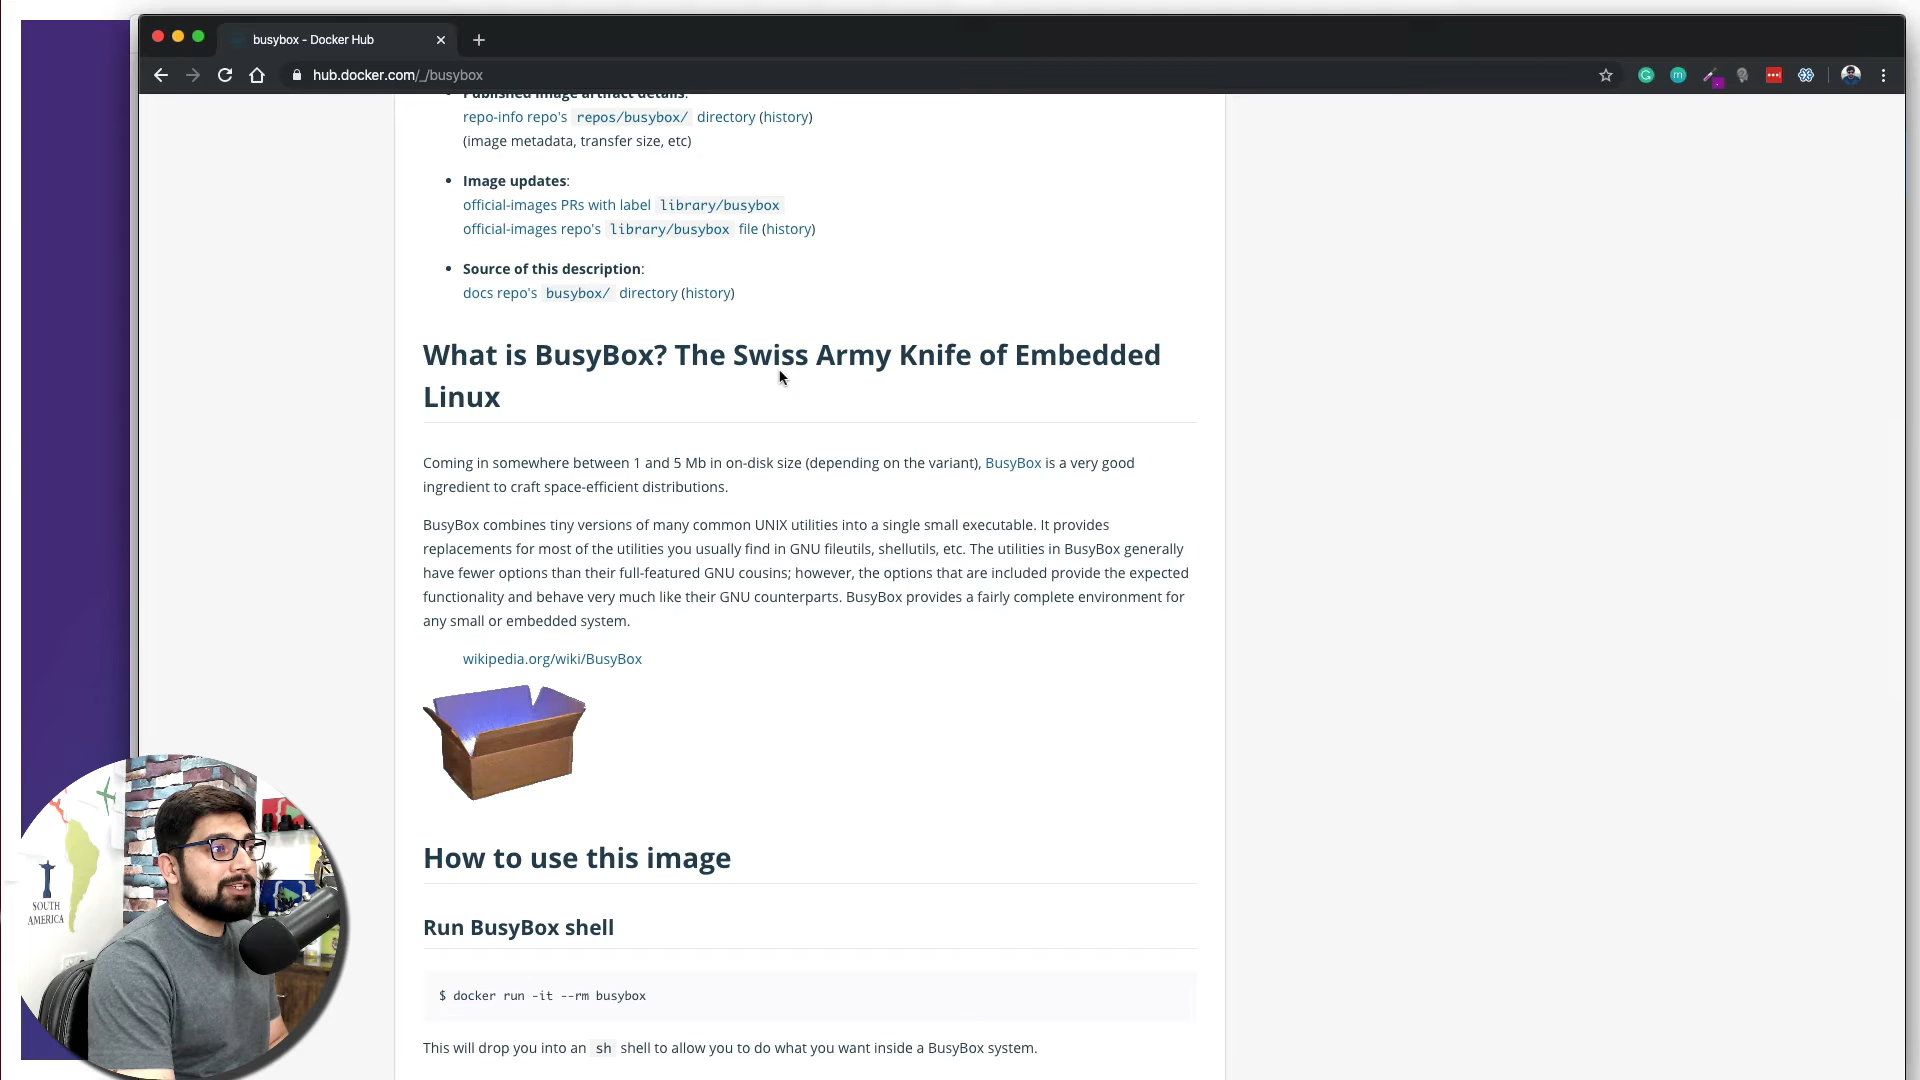 busybox - Docker Hub
hub.docker.com/_/busybox
Published image artifact details:
repo-info repo's repos/busybox/ directory (history)
(image metadata, transfer size, etc)
Image updates:
official-images PRs with label library/busybox
official-images repo's library/busybox file (history)
Source of this description:
docs repo's busybox/ directory (history)
What is BusyBox? The Swiss Army Knife of Embedded
Linux
Coming in somewhere between 1 and 5 Mb in on-disk size (depending on the variant), BusyBox is a very good
ingredient to craft space-efficient distributions.
BusyBox combines tiny versions of many common UNIX utilities into a single small executable. It provides
replacements for most of the utilities you usually find in GNU fileutils, shellutils, etc. The utilities in BusyBox generally
have fewer options than their full-featured GNU cousins; however, the options that are included provide the expected
functionality and behave very much like their GNU counterparts. BusyBox provides a fairly complete environment for
any small or embedded system.
wikipedia.org/wiki/BusyBox
How to use this image
Run BusyBox shell
$ docker run -it --rm busybox
This will drop you into an sh shell to allow you to do what you want inside a BusyBox system.
SOUTH
AMERICA